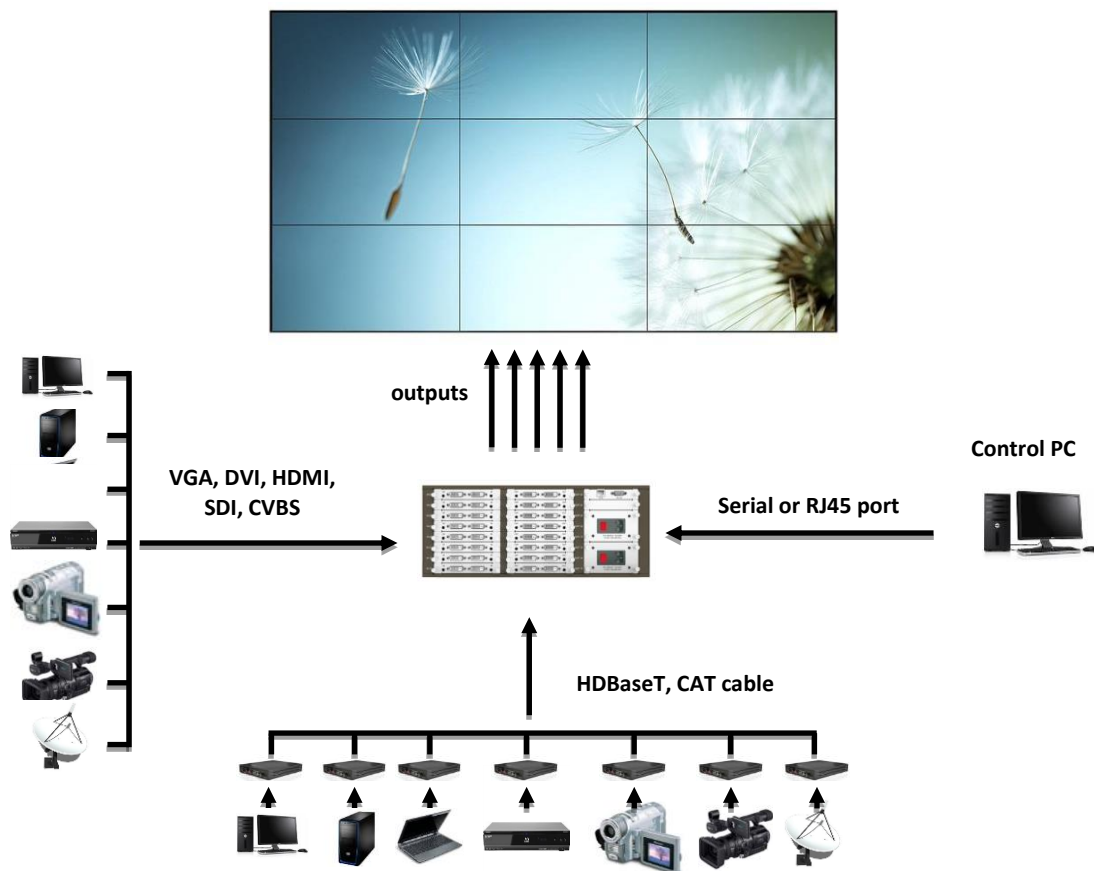 outputs
Control PC
VGA, DVI, HDMI,
SDI, CVBS
Serial or RJ45 port
HDBaseT, CAT cable